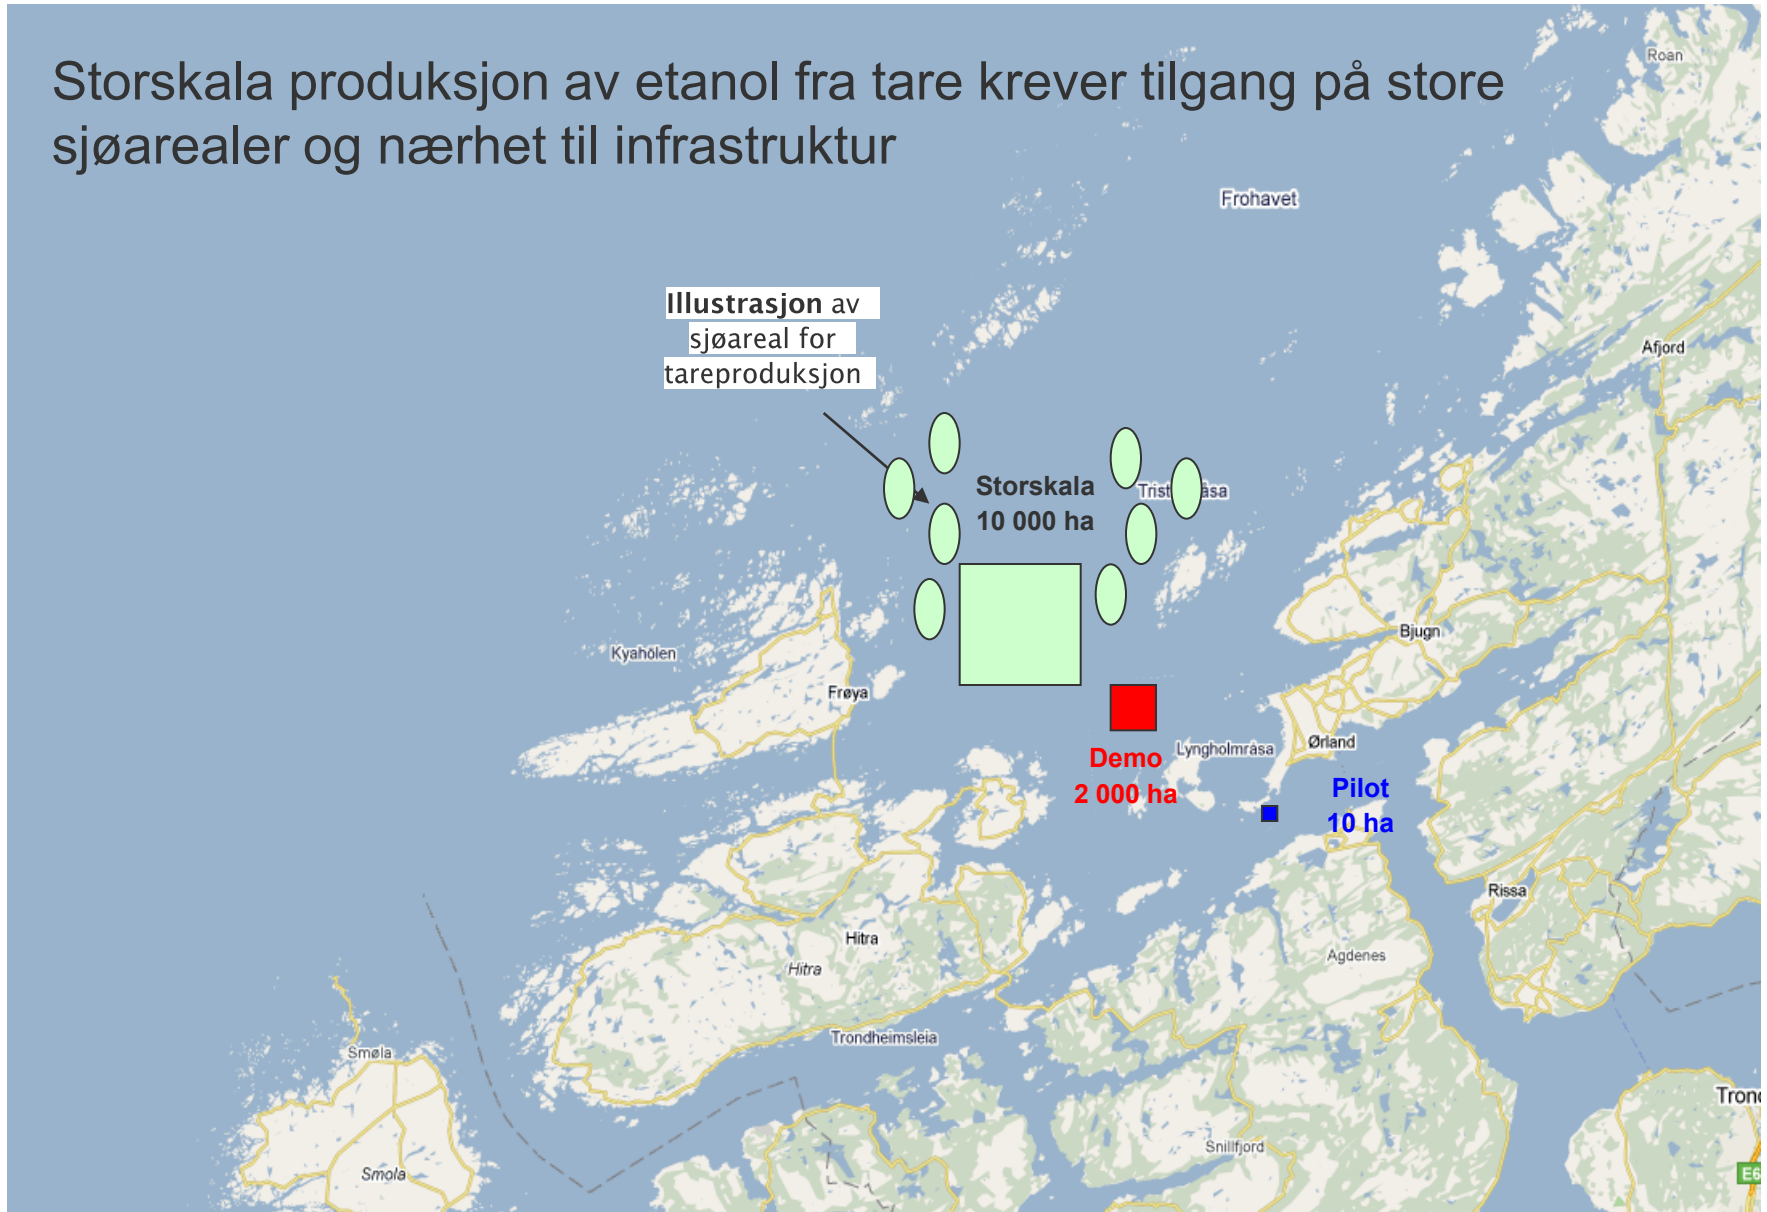 Storskala produksjon av etanol fra tare krever tilgang på store
sjøarealer og nærhet til infrastruktur
Roan
Frohavet
Illustrasjon av
sjøareal for
tareproduksjon
Afjord
Storskala
10 000 ha
Bjugn
Kyahölen
Frøya
Lyngholmråsa
Ørland
Demo
2 000 ha
Pilot
10 ha
Rissa
Hitra
Hitra
Agdenes
Trondheimsleia
Smøla
Smøla
Snillfjord
E6